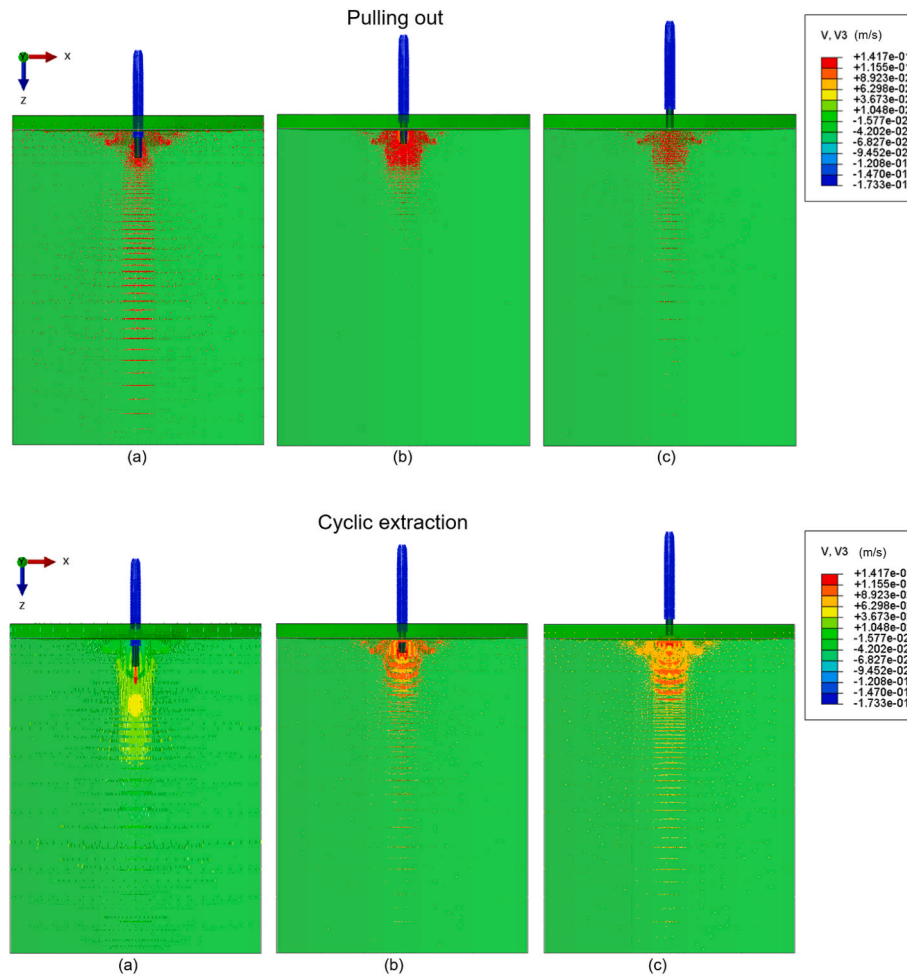 Pulling out
Y
X
Z
V, V3 (m/s)
+1.417e-01
+1.155e-01
+8.923e-02
+6.298e-02
+3.673e-02
+1.048e-02
-1.577e-02
-4.202e-02
-6.827e-02
-9.452e-02
-1.208e-01
-1.470e-01
-1.733e-01
(a)
(b)
(c)
Cyclic extraction
Y
X
Z
V, V3 (m/s)
+1.417e-01
+1.155e-01
+8.923e-02
+6.298e-02
+3.673e-02
+1.048e-02
-1.577e-02
-4.202e-02
-6.827e-02
-9.452e-02
-1.208e-01
-1.470e-01
-1.733e-01
(a)
(b)
(c)